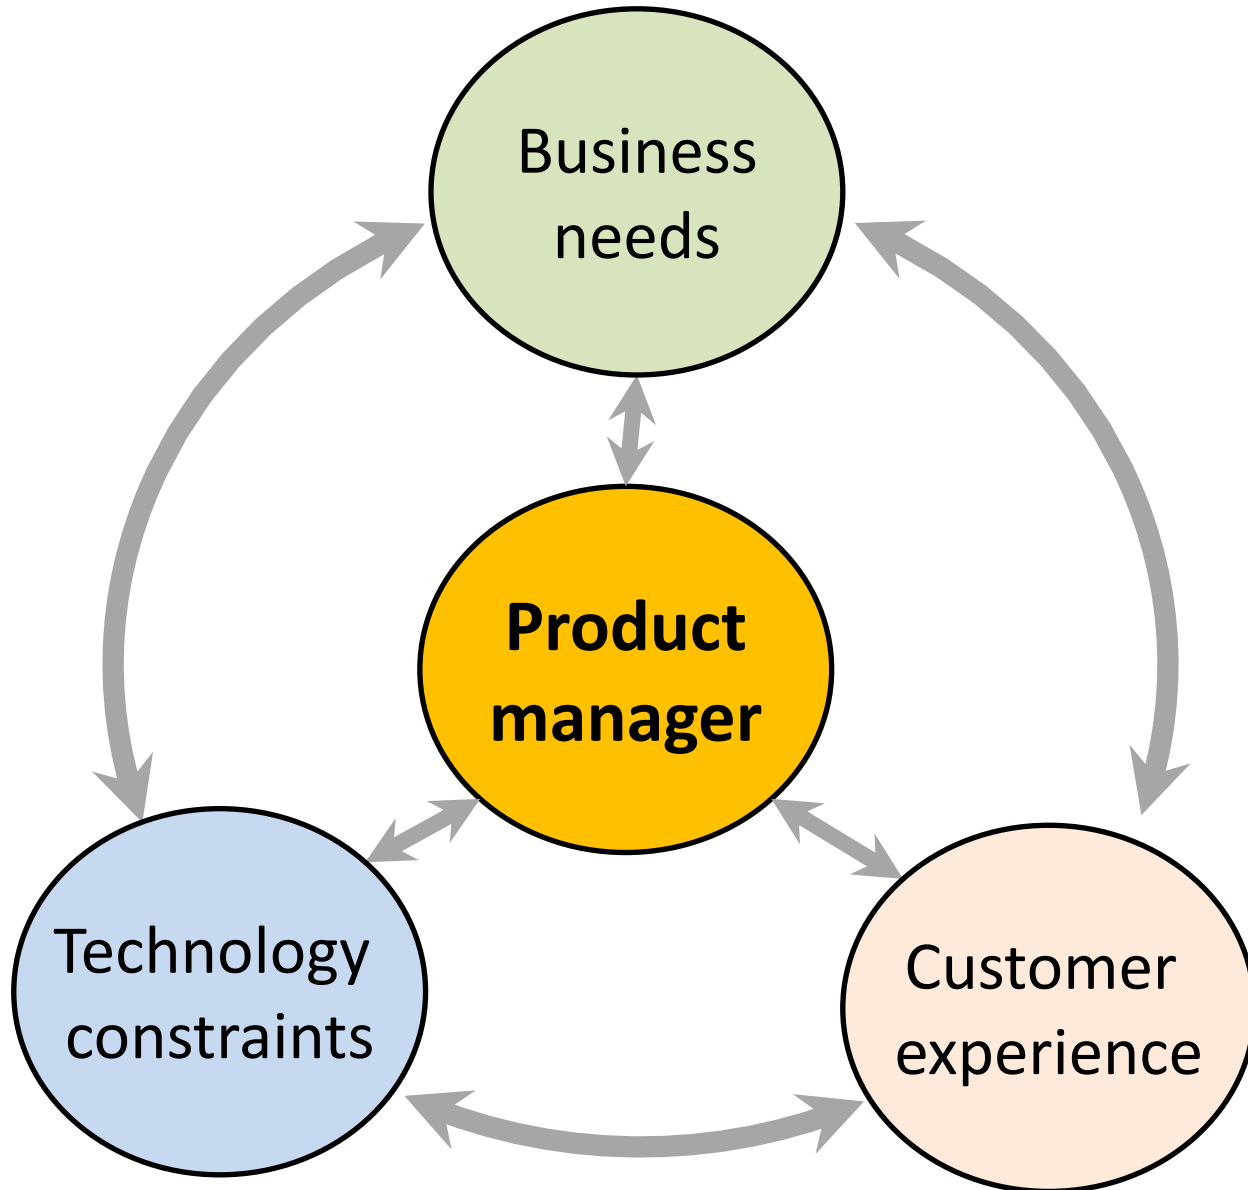 Business
needs
Product
manager
Technology
constraints
Customer
experience